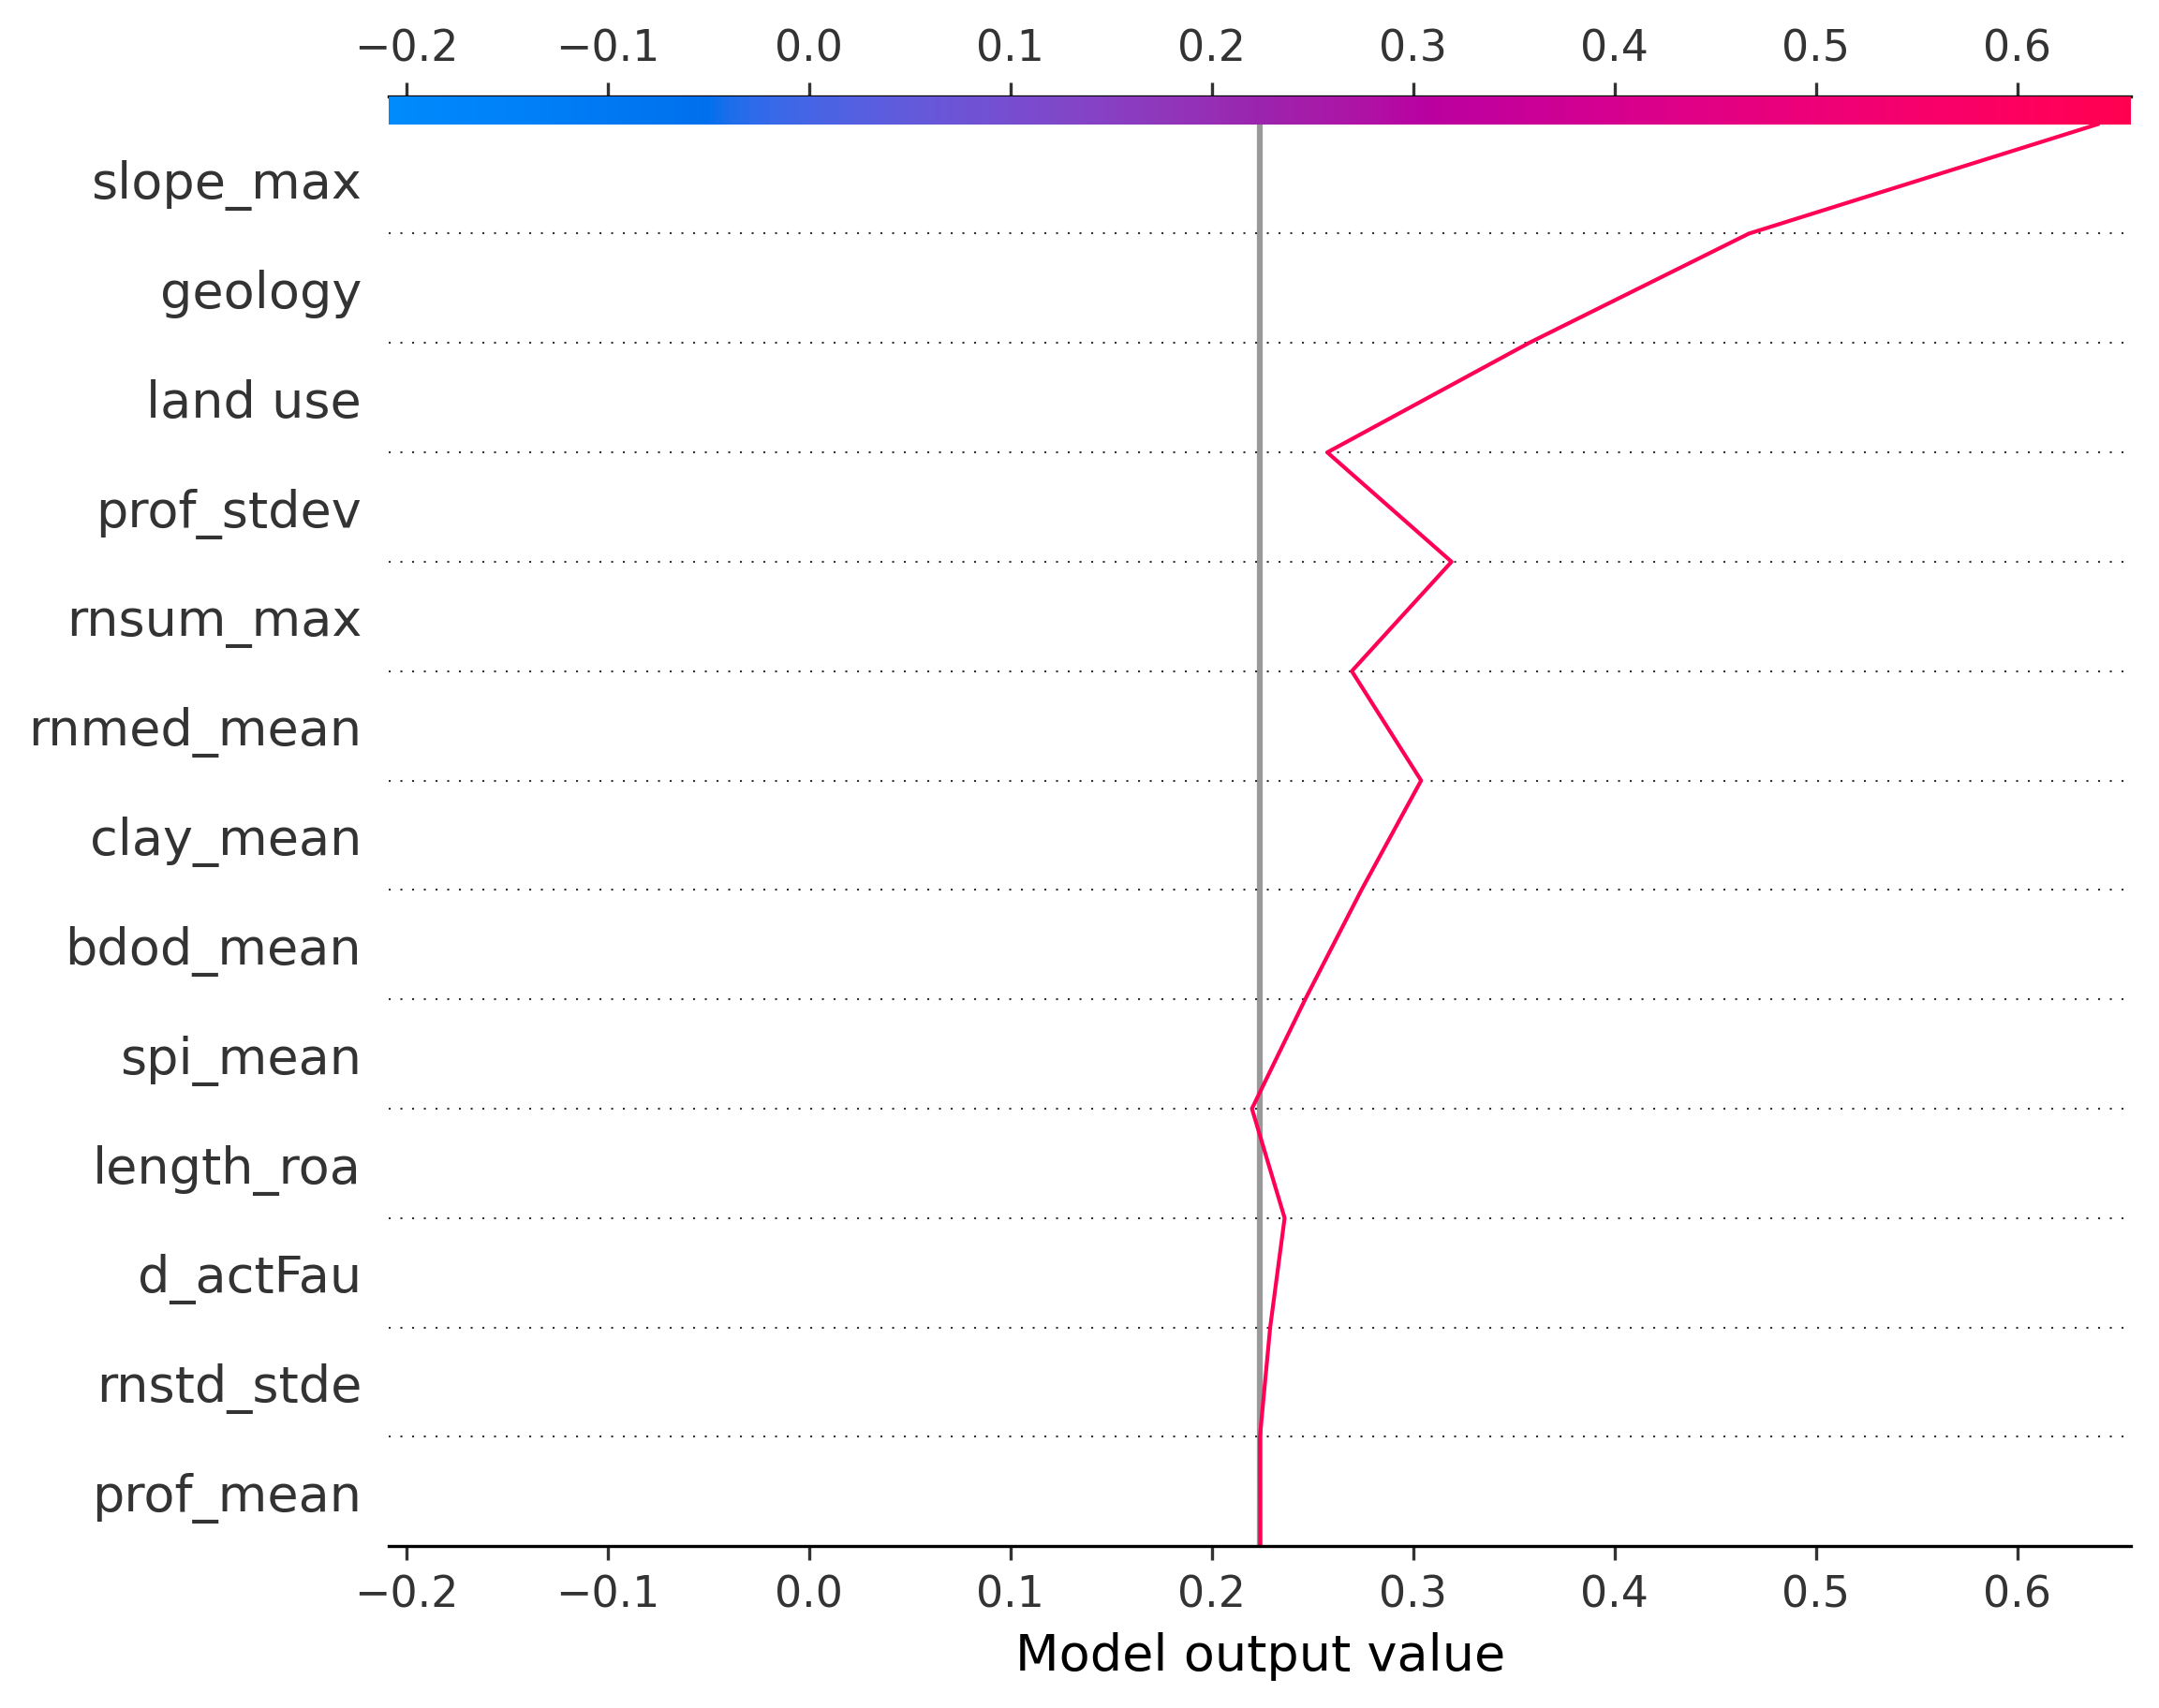 −0.2 −0.1 0.0 0.1 0.2 0.3 0.4 0.5 0.6
slope_max
geology
land use
prof_stdev
rnsum_max
rnmed_mean
clay_mean
bdod_mean
spi_mean
length_roa
d_actFau
rnstd_stde
prof_mean
−0.2 −0.1 0.0 0.1 0.2 0.3 0.4 0.5 0.6
Model output value